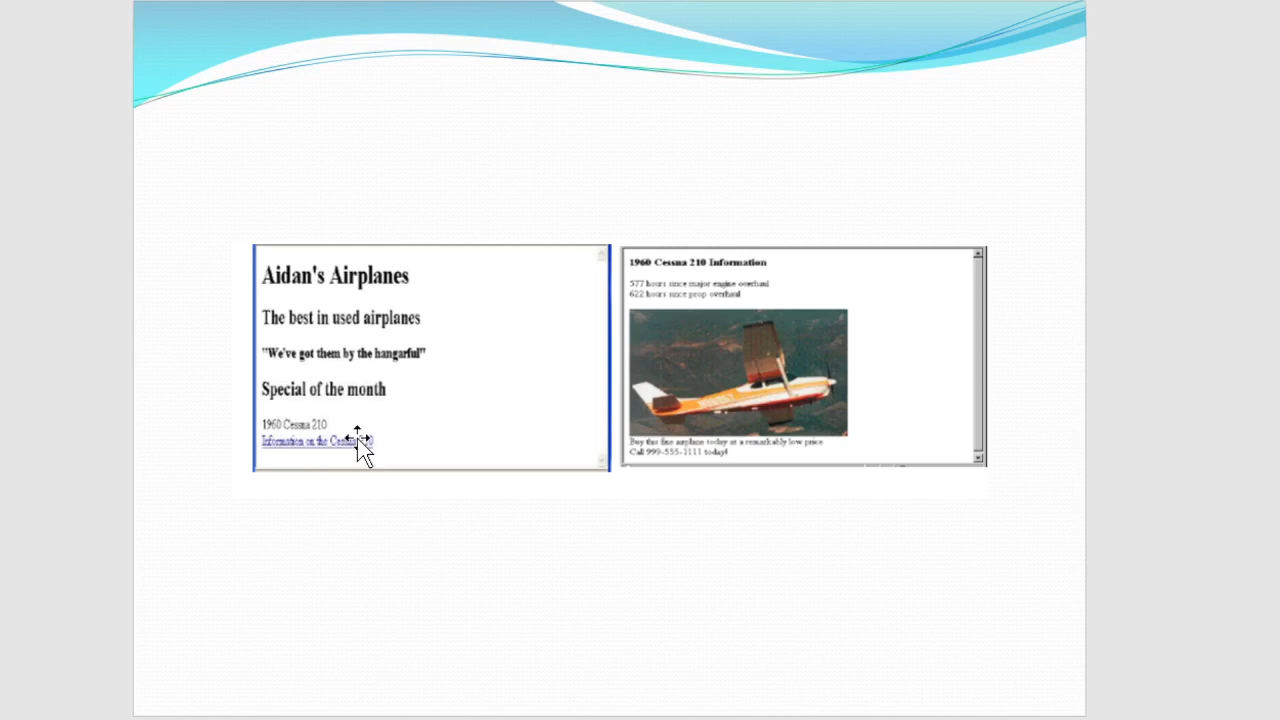 Aidan's Airplanes
The best in used airplanes
"We've got them by the hangarful"
Special of the month
1960 Cessna 210
Information on the Cessna 210
1960 Cessna 210 Information
577 hours since major engine overhaul
622 hours since prop overhaul
Buy this fine airplane today at a remarkably low price
Call 999-555-1111 today!